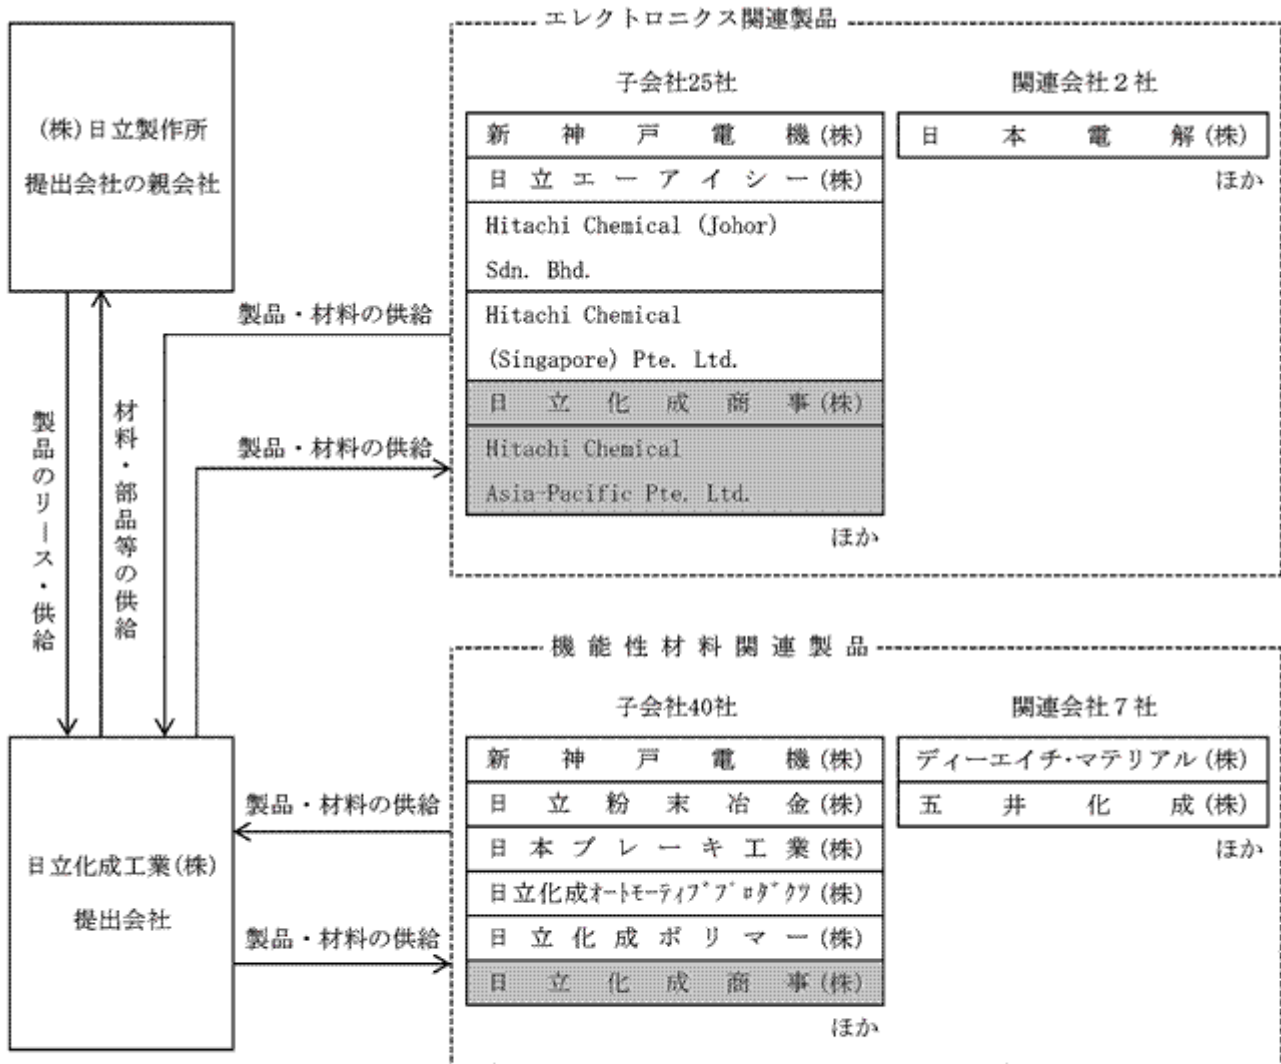 エレクトロニクス関連製品
(株)日立製作所
提出会社の親会社
子会社25社
新神戸電機(株)
日立エーアイシー(株)
Hitachi Chemical (Johor)
Sdn. Bhd.
Hitachi Chemical
(Singapore) Pte. Ltd.
日立化成商事(株)
Hitachi Chemical
Asia-Pacific Pte. Ltd.
ほか
関連会社2社
日本電解(株)
ほか
製品・材料の供給
製品・材料の供給
製品のリース・供給
材料・部品等の供給
機能性材料関連製品
子会社40社
新神戸電機(株)
日立粉末冶金(株)
日本ブレーキ工業(株)
日立化成オートモーティブプロダクツ(株)
日立化成ポリマー(株)
日立化成商事(株)
ほか
関連会社7社
ディーエイチ・マテリアル(株)
五井化成(株)
ほか
製品・材料の供給
製品・材料の供給
日立化成工業(株)
提出会社